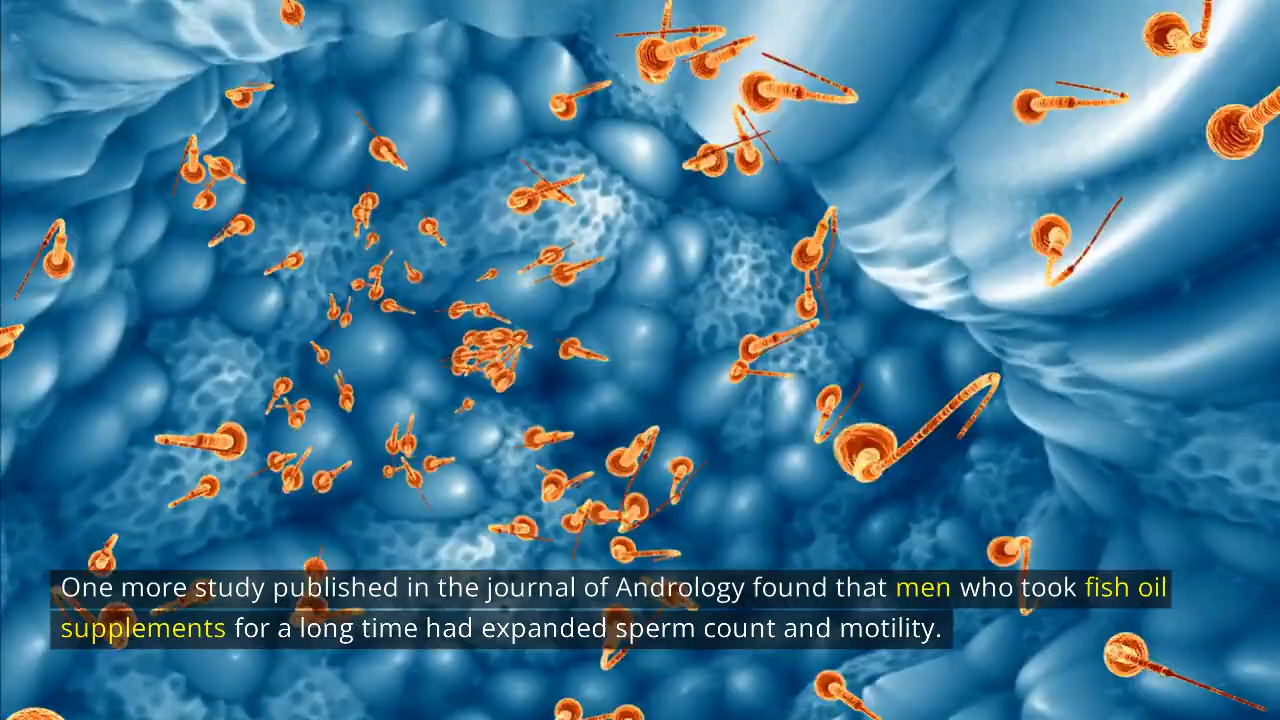 One more study published in the journal of Andrology found that men who took fish oil
supplements for a long time had expanded sperm count and motility.